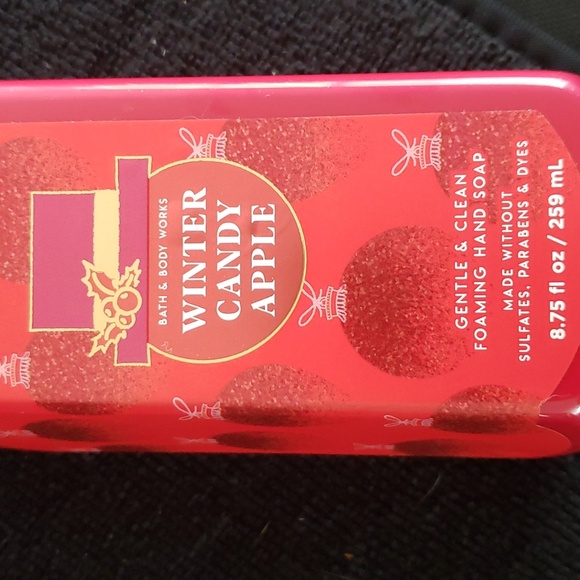 BATH & BODY WORKS
WINTER
CANDY
APPLE
GENTLE & CLEAN
FOAMING HAND SOAP
MADE WITHOUT
SULFATES, PARABENS & DYES
8.75 fl oz / 259 mL